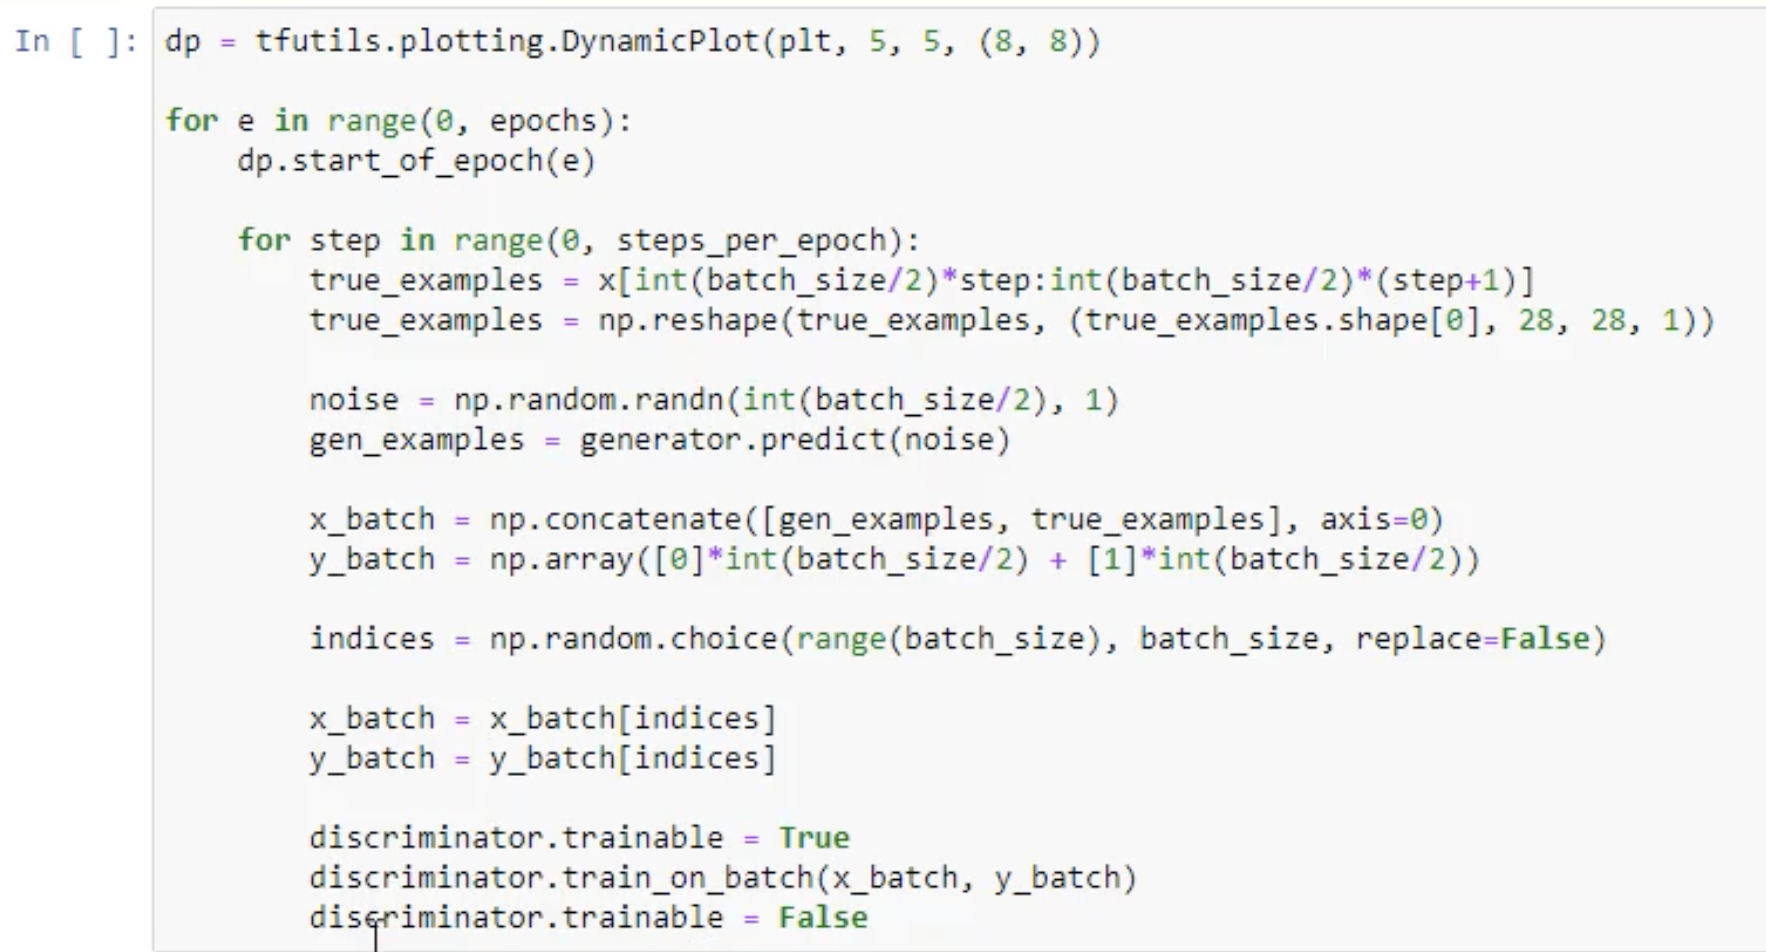 In [ ]: dp = tfutils.plotting.DynamicPlot(plt, 5, 5, (8, 8))
for e in range(0, epochs):
    dp.start_of_epoch(e)
    for step in range(0, steps_per_epoch):
        true_examples = x[int(batch_size/2)*step:int(batch_size/2)*(step+1)]
        true_examples = np.reshape(true_examples, (true_examples.shape[0], 28, 28, 1))
        noise = np.random.randn(int(batch_size/2), 1)
        gen_examples = generator.predict(noise)
        x_batch = np.concatenate([gen_examples, true_examples], axis=0)
        y_batch = np.array([0]*int(batch_size/2) + [1]*int(batch_size/2))
        indices = np.random.choice(range(batch_size), batch_size, replace=False)
        x_batch = x_batch[indices]
        y_batch = y_batch[indices]
        discriminator.trainable = True
        discriminator.train_on_batch(x_batch, y_batch)
        discriminator.trainable = False